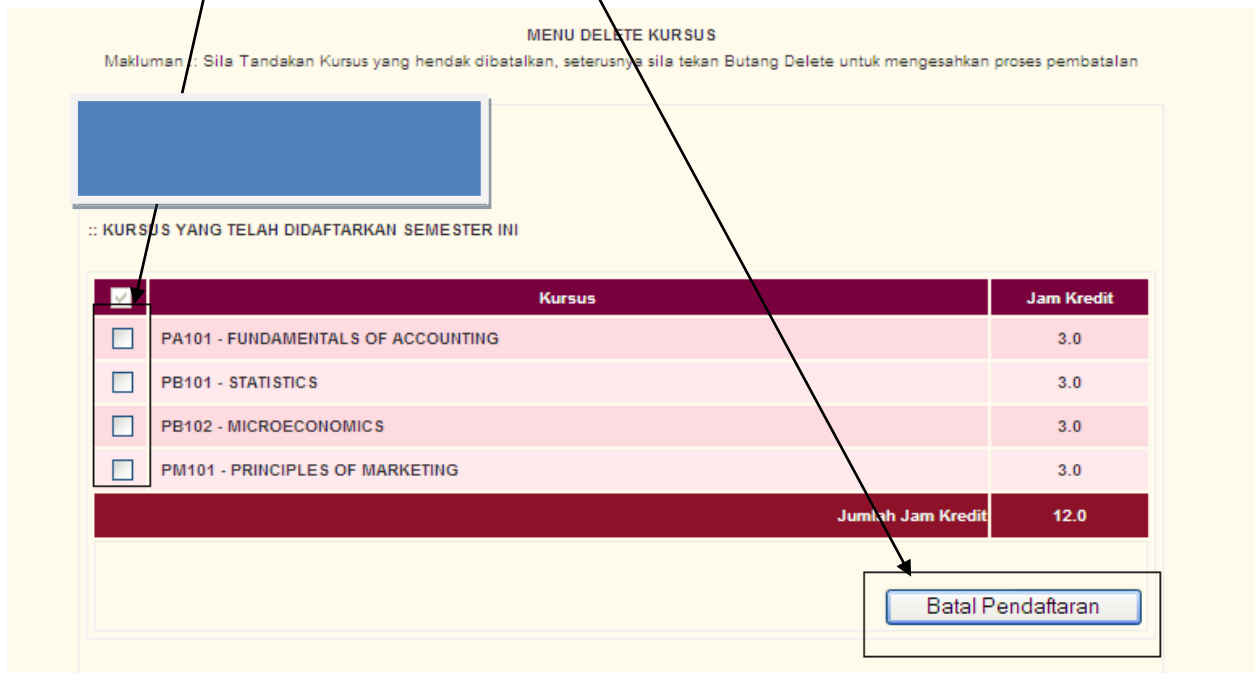 MENU DELETE KURSUS
Makluman :: Sila Tandakan Kursus yang hendak dibatalkan, seterusnya sila tekan Butang Delete untuk mengesahkan proses pembatalan
:: KURSUS YANG TELAH DIDAFTARKAN SEMESTER INI
Kursus Jam Kredit
PA101 - FUNDAMENTALS OF ACCOUNTING 3.0
PB101 - STATISTICS 3.0
PB102 - MICROECONOMICS 3.0
PM101 - PRINCIPLES OF MARKETING 3.0
Jumlah Jam Kredit 12.0
Batal Pendaftaran